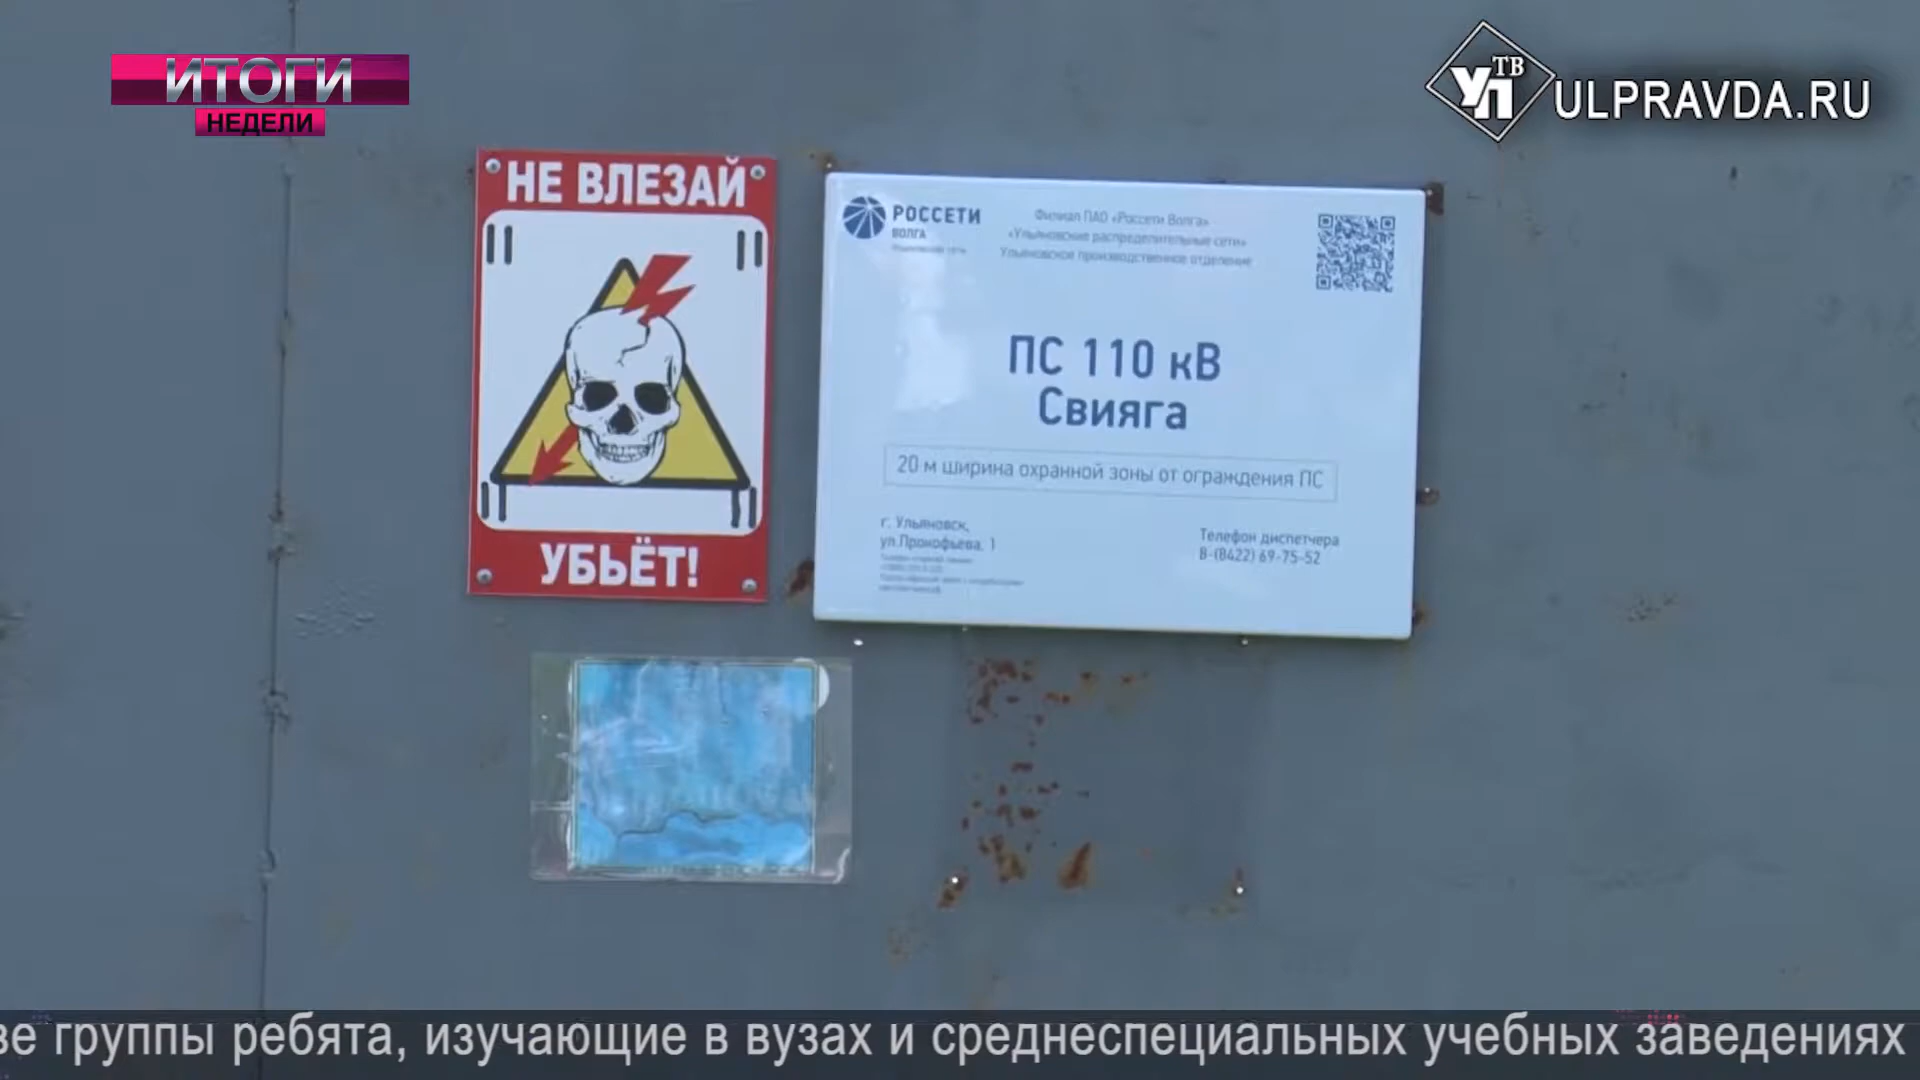 ИТОГИ
НЕДЕЛИ
УП ТВ
ULPRAVDA.RU
НЕ ВЛЕЗАЙ
УБЬЁТ!
РОССЕТИ
ВОЛГА
Филиал ПАО «Россети Волга»
«Ульяновские распределительные сети»
Ульяновское производственное отделение
ПС 110 кВ
Свияга
20 м ширина охранной зоны от ограждения ПС
г. Ульяновск,
ул.Прокофьева, 1
Телефон диспетчера
8-(8422) 69-75-52
группы ребята, изучающие в вузах и среднеспециальных учебных заведениях